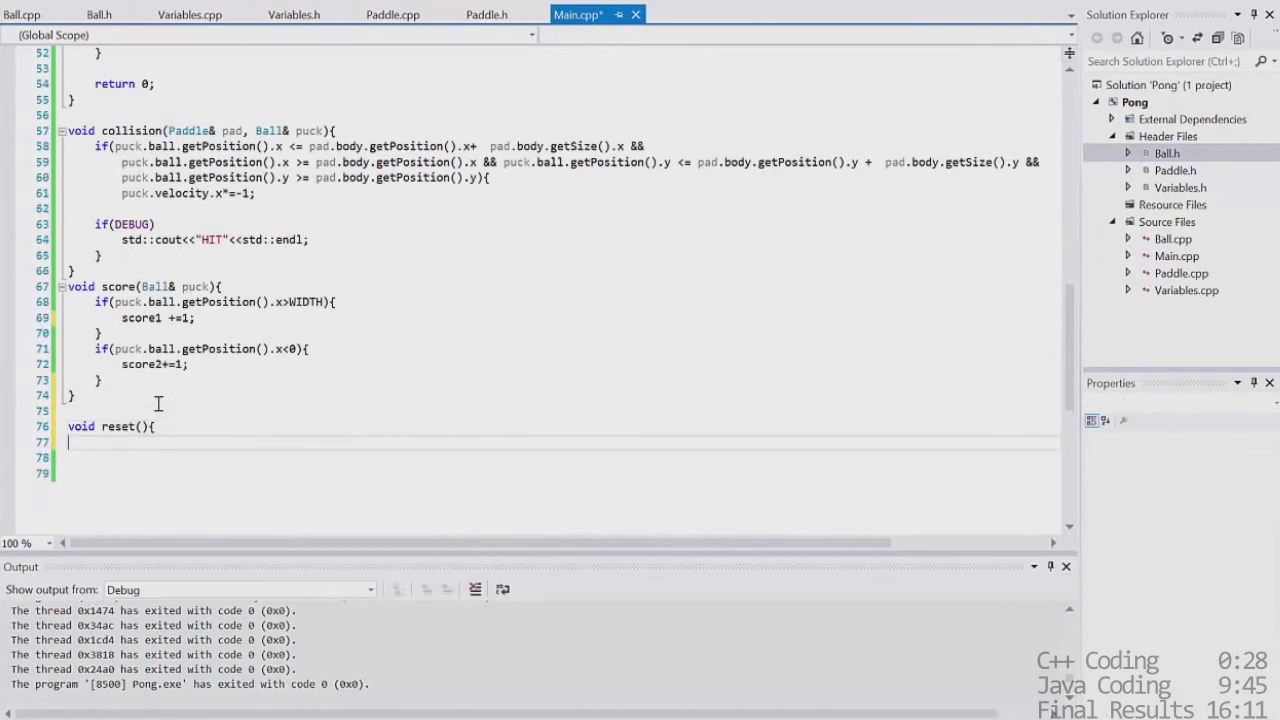 Ball.cpp Ball.h Variables.cpp Variables.h Paddle.cpp Paddle.h Main.cpp*
Solution Explorer
(Global Scope)
Search Solution Explorer (Ctrl+;)
Solution 'Pong' (1 project)
Pong
External Dependencies
Header Files
Ball.h
Paddle.h
Variables.h
Resource Files
Source Files
Ball.cpp
Main.cpp
Paddle.cpp
Variables.cpp
Properties
52 }
53
54 return 0;
55 }
56
57 void collision(Paddle& pad, Ball& puck){
58 if(puck.ball.getPosition().x <= pad.body.getPosition().x+  pad.body.getSize().x &&
59 puck.ball.getPosition().x >= pad.body.getPosition().x && puck.ball.getPosition().y <= pad.body.getPosition().y +  pad.body.getSize().y &&
60 puck.ball.getPosition().y >= pad.body.getPosition().y){
61 puck.velocity.x*=-1;
62
63 if(DEBUG)
64 std::cout<<"HIT"<<std::endl;
65 }
66 }
67 void score(Ball& puck){
68 if(puck.ball.getPosition().x>WIDTH){
69 score1 +=1;
70 }
71 if(puck.ball.getPosition().x<0){
72 score2+=1;
73 }
74 }
75
76 void reset(){
77
78
79
100 %
Output
Show output from: Debug
The thread 0x1474 has exited with code 0 (0x0).
The thread 0x34ac has exited with code 0 (0x0).
The thread 0x1cd4 has exited with code 0 (0x0).
The thread 0x3818 has exited with code 0 (0x0).
The thread 0x24a0 has exited with code 0 (0x0).
The program '[8500] Pong.exe' has exited with code 0 (0x0).
C++ Coding 0:28
Java Coding 9:45
Final Results 16:11